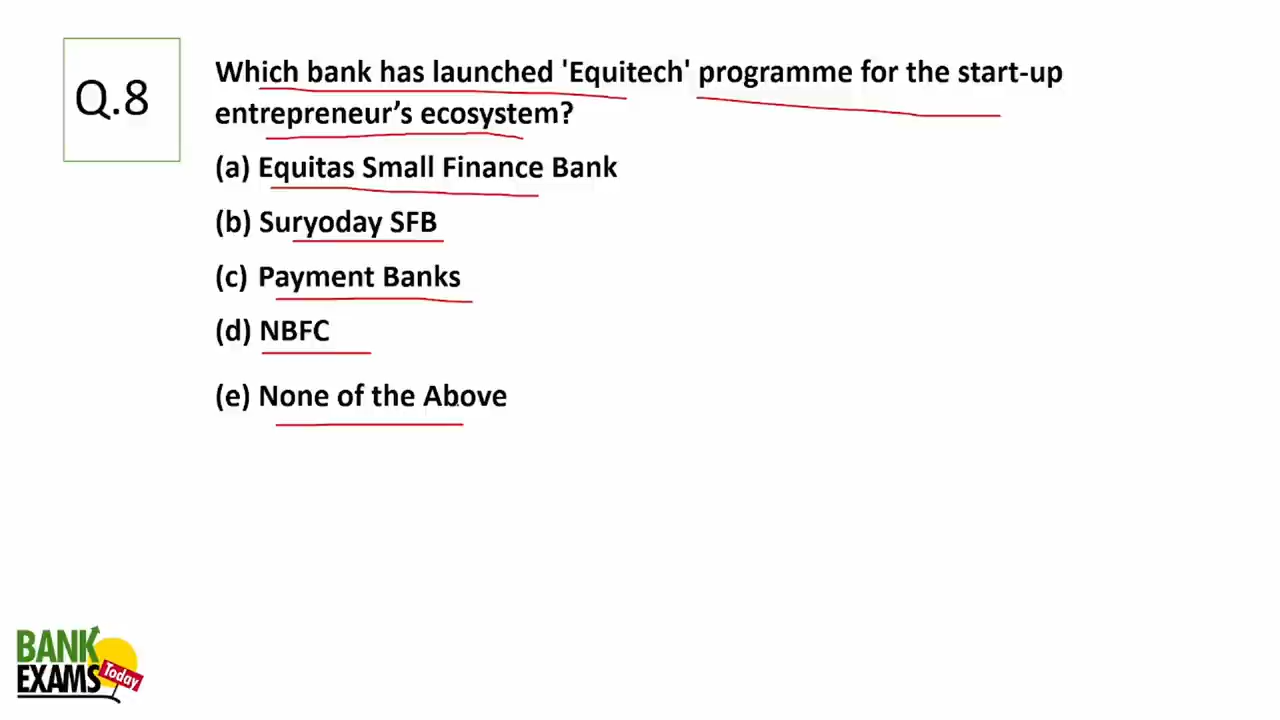 Q.8
Which bank has launched 'Equitech' programme for the start-up
entrepreneur’s ecosystem?
(a) Equitas Small Finance Bank
(b) Suryoday SFB
(c) Payment Banks
(d) NBFC
(e) None of the Above
BANK
EXAMS Today